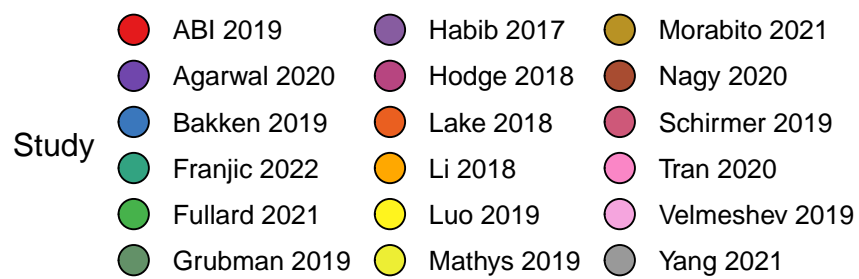 Study
ABI 2019
Agarwal 2020
Bakken 2019
Franjic 2022
Fullard 2021
Grubman 2019
Habib 2017
Hodge 2018
Lake 2018
Li 2018
Luo 2019
Mathys 2019
Morabito 2021
Nagy 2020
Schirmer 2019
Tran 2020
Velmeshev 2019
Yang 2021